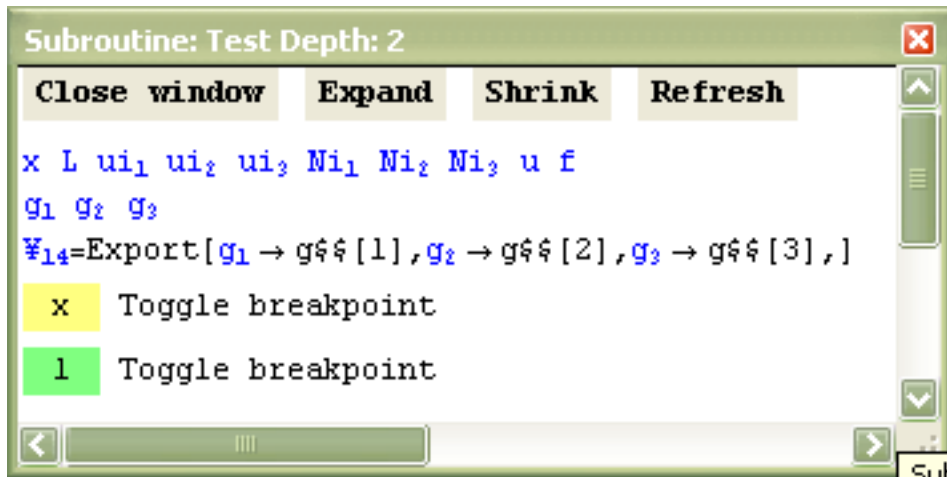 Subroutine: Test Depth: 2
Close window Expand Shrink Refresh
x L ui₁ ui₂ ui₃ Ni₁ Ni₂ Ni₃ u f
g₁ g₂ g₃
¥₁₄=Export[g₁→g$$[1],g₂→g$$[2],g₃→g$$[3],]
x Toggle breakpoint
1 Toggle breakpoint